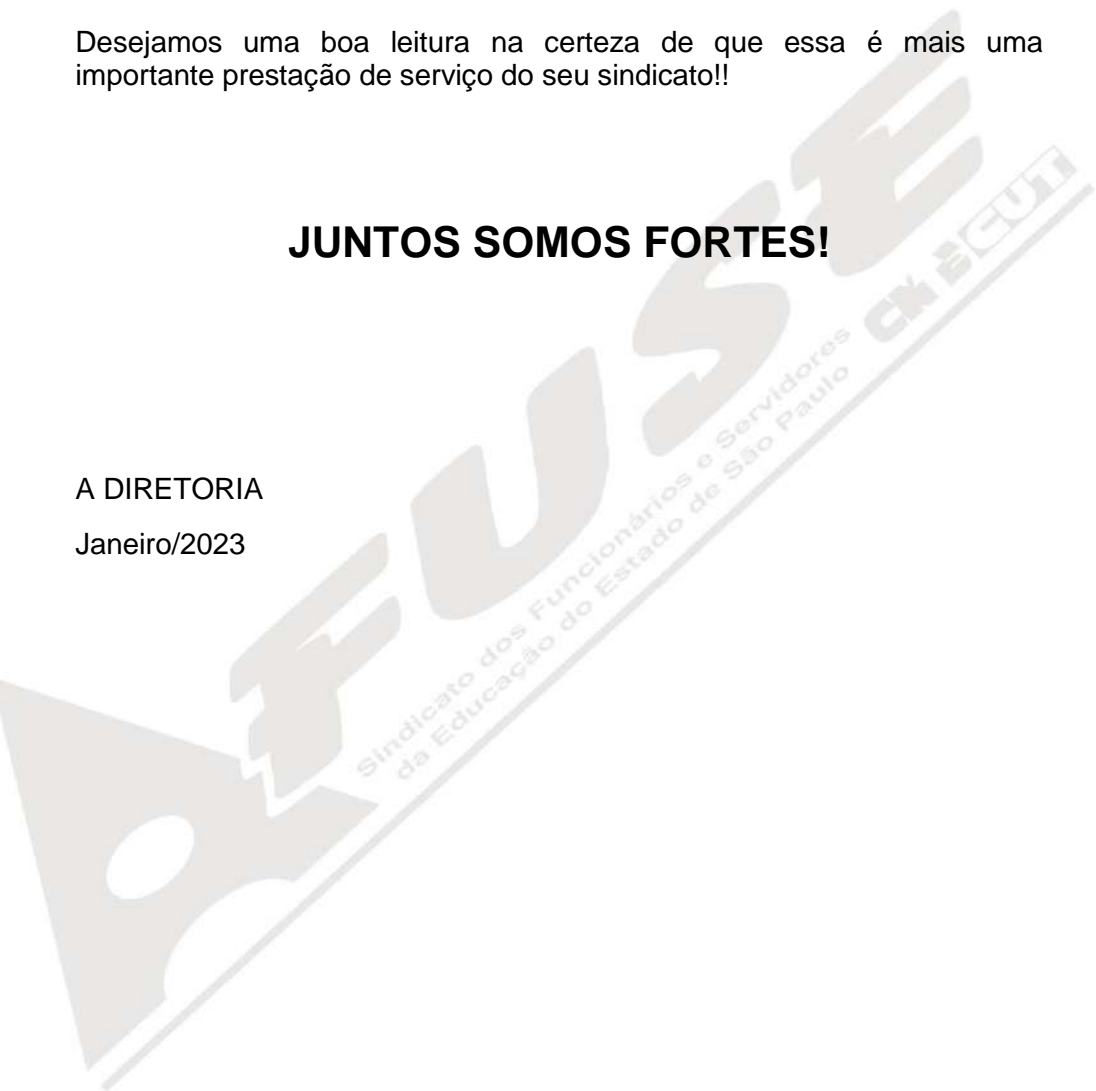 Desejamos uma boa leitura na certeza de que essa é mais uma
importante prestação de serviço do seu sindicato!!
JUNTOS SOMOS FORTES!
A DIRETORIA
Janeiro/2023
AFUSE
Sindicato dos Funcionários e Servidores
da Educação do Estado de São Paulo
CUT